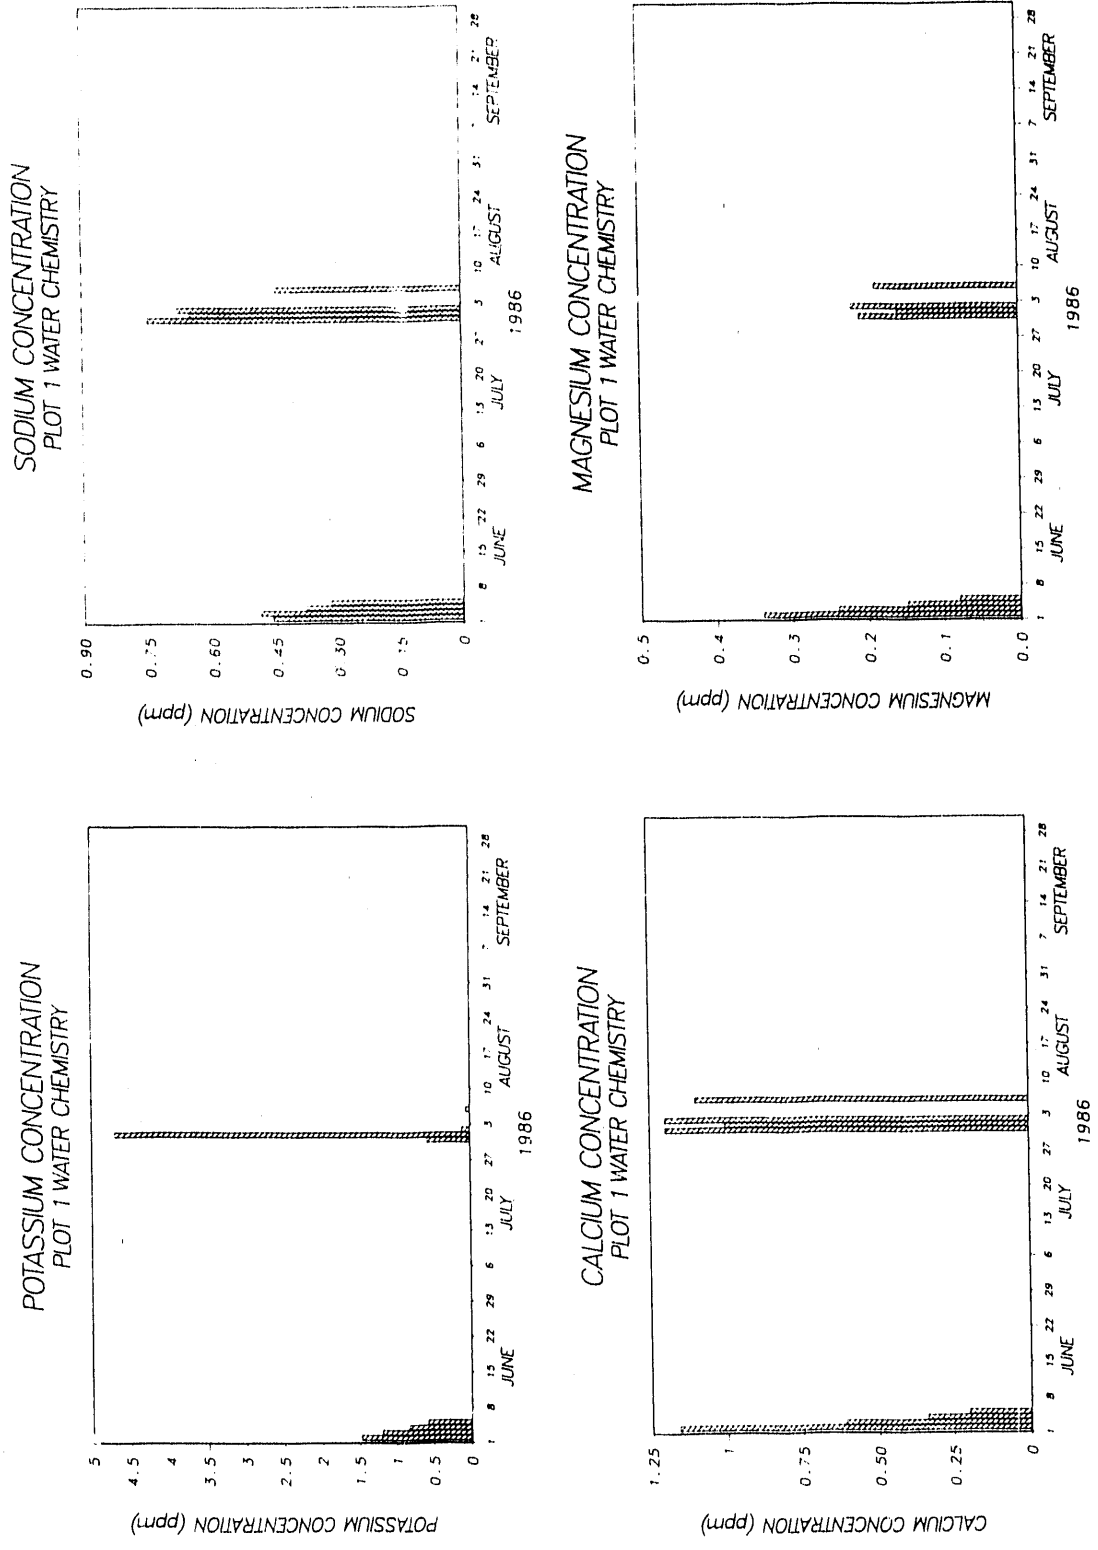 POTASSIUM CONCENTRATION
PLOT 1 WATER CHEMISTRY
POTASSIUM CONCENTRATION (ppm)
5
4.5
4
3.5
3
2.5
2
1.5
1
0.5
0
1 8 15 22 29 6 13 20 27 3 10 17 24 31 7 14 21 28
JUNE JULY AUGUST SEPTEMBER
1986
SODIUM CONCENTRATION
PLOT 1 WATER CHEMISTRY
SODIUM CONCENTRATION (ppm)
0.90
0.75
0.60
0.45
0.30
0.15
0
1 8 15 22 29 6 13 20 3 10 17 24 31 14 21 28
JUNE JULY AUGUST SEPTEMBER
1986
CALCIUM CONCENTRATION
PLOT 1 WATER CHEMISTRY
CALCIUM CONCENTRATION (ppm)
1.25
1
0.75
0.50
0.25
0
1 8 15 22 29 6 13 20 27 3 10 17 24 31 7 14 21 28
JUNE JULY AUGUST SEPTEMBER
1986
MAGNESIUM CONCENTRATION
PLOT 1 WATER CHEMISTRY
MAGNESIUM CONCENTRATION (ppm)
0.5
0.4
0.3
0.2
0.1
0.0
1 8 15 22 29 6 13 20 27 3 10 17 24 31 7 14 21 28
JUNE JULY AUGUST SEPTEMBER
1986